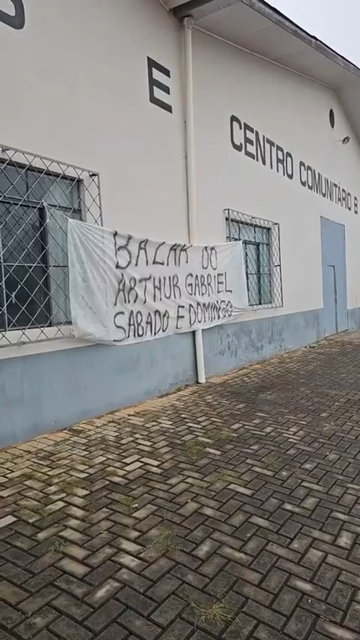 E
CENTRO COMUNITÁRIO B
BAZAR DO
ARTHUR GABRIEL
SABADO E DOMINGO